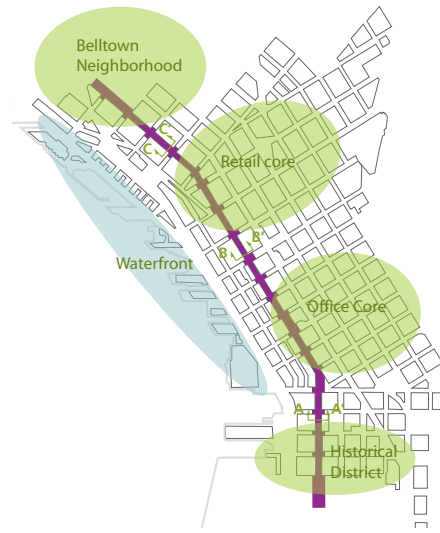 Belltown
Neighborhood
C'
C
Retail core
B'
B
Waterfront
Office Core
A A'
Historical
District